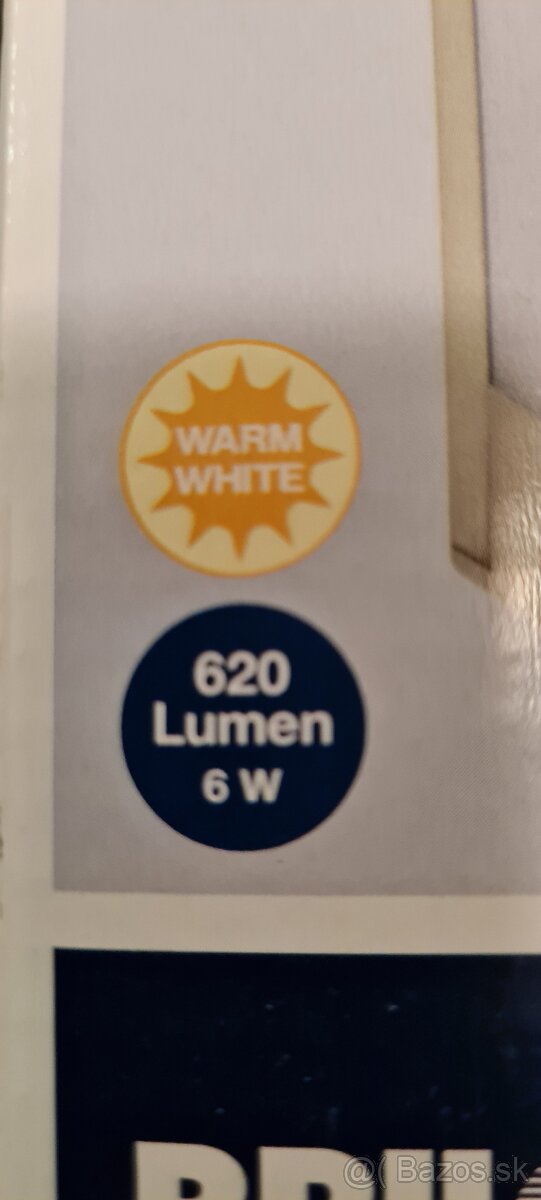 WARM
WHITE
620
Lumen
6 W
@( Bazos.sk